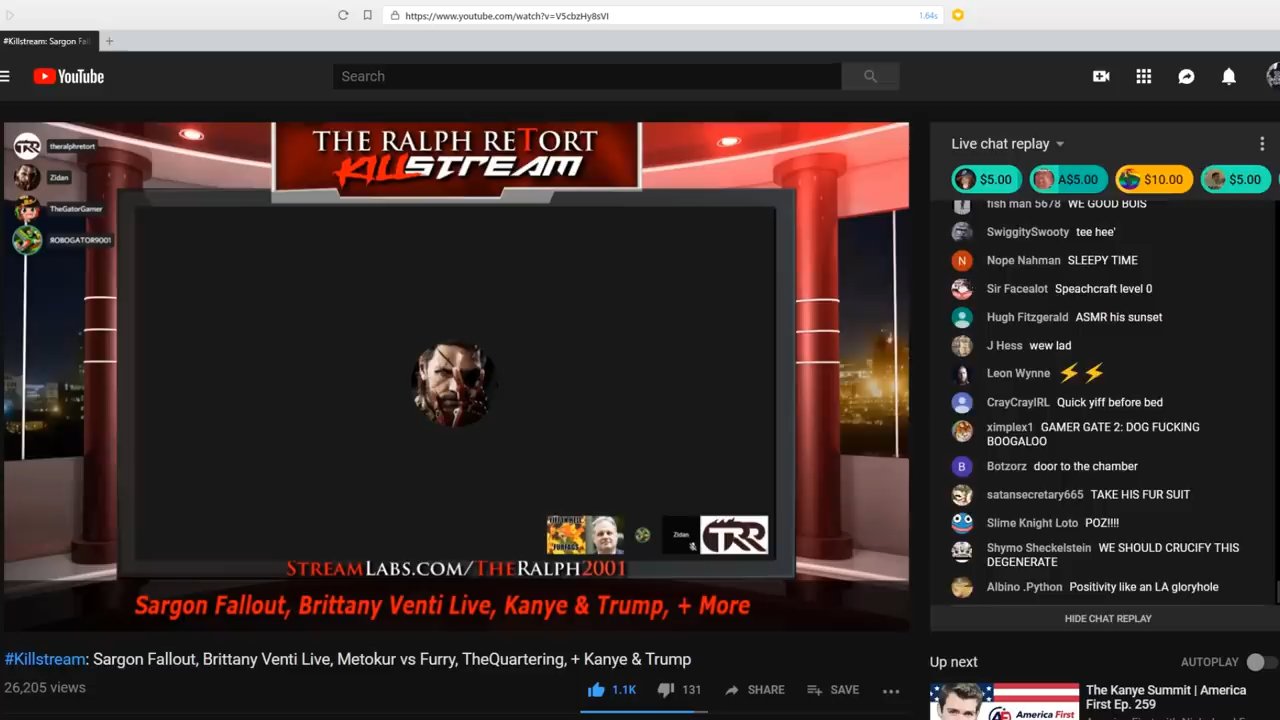 https://www.youtube.com/watch?v=V5cbzHy8sVI
1.64s
#Killstream: Sargon Fal
YouTube
Search
THE RALPH RETORT
KILLSTREAM
TRR
theralphretort
Zidan
TheGatorGamer
ROBOGATOR9001
Zidan
TRR
STREAMLABS.COM/THERALPH2001
Sargon Fallout, Brittany Venti Live, Kanye & Trump, + More
#Killstream: Sargon Fallout, Brittany Venti Live, Metokur vs Furry, TheQuartering, + Kanye & Trump
26,205 views
1.1K
131
SHARE
SAVE
Live chat replay
$5.00
A$5.00
$10.00
$5.00
fish man 5678 WE GOOD BOIS
SwiggitySwooty tee hee'
N
Nope Nahman SLEEPY TIME
Sir Facealot Speachcraft level 0
Hugh Fitzgerald ASMR his sunset
J Hess wew lad
Leon Wynne ⚡⚡
CrayCrayIRL Quick yiff before bed
ximplex1 GAMER GATE 2: DOG FUCKING
BOOGALOO
B
Botzorz door to the chamber
satansecretary665 TAKE HIS FUR SUIT
Slime Knight Loto POZ!!!!
Shymo Sheckelstein WE SHOULD CRUCIFY THIS
DEGENERATE
Albino .Python Positivity like an LA gloryhole
HIDE CHAT REPLAY
Up next
AUTOPLAY
The Kanye Summit | America
First Ep. 259
America First